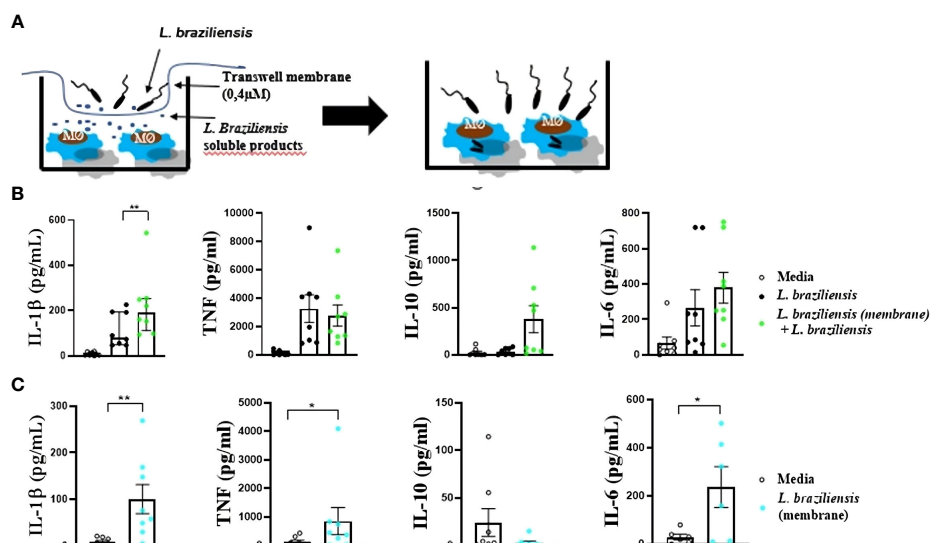 A
L. braziliensis
Transwell membrane
(0,4µM)
L. Braziliensis
soluble products
MØ MØ
MØ MØ
B
IL-1β (pg/mL)
600
400
200
0
**
TNF (pg/ml)
10000
8000
6000
4000
2000
0
IL-10 (pg/ml)
1500
1000
500
0
IL-6 (pg/mL)
800
600
400
200
0
Media
L. braziliensis
L. braziliensis (membrane)
+ L. braziliensis
C
IL-1β (pg/mL)
300
200
100
0
**
TNF (pg/ml)
5000
4000
3000
2000
1000
0
*
IL-10 (pg/ml)
150
100
50
0
IL-6 (pg/mL)
600
400
200
0
*
Media
L. braziliensis
(membrane)